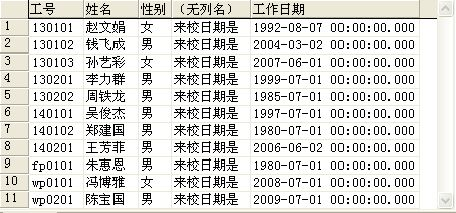 工号 姓名 性别 （无列名） 工作日期
1 130101 赵文娟 女 来校日期是 1992-08-07 00:00:00.000
2 130102 钱飞成 男 来校日期是 2004-03-02 00:00:00.000
3 130103 孙艺彩 女 来校日期是 2007-06-01 00:00:00.000
4 130201 李力群 男 来校日期是 1999-07-01 00:00:00.000
5 130202 周铁龙 男 来校日期是 1985-07-01 00:00:00.000
6 140101 吴俊杰 男 来校日期是 1997-07-01 00:00:00.000
7 140102 郑建国 男 来校日期是 1980-07-01 00:00:00.000
8 140201 王芳菲 男 来校日期是 2006-06-02 00:00:00.000
9 fp0101 朱惠恩 男 来校日期是 1980-07-01 00:00:00.000
10 wp0101 冯博雅 女 来校日期是 2008-07-01 00:00:00.000
11 wp0201 陈宝国 男 来校日期是 2009-07-01 00:00:00.000